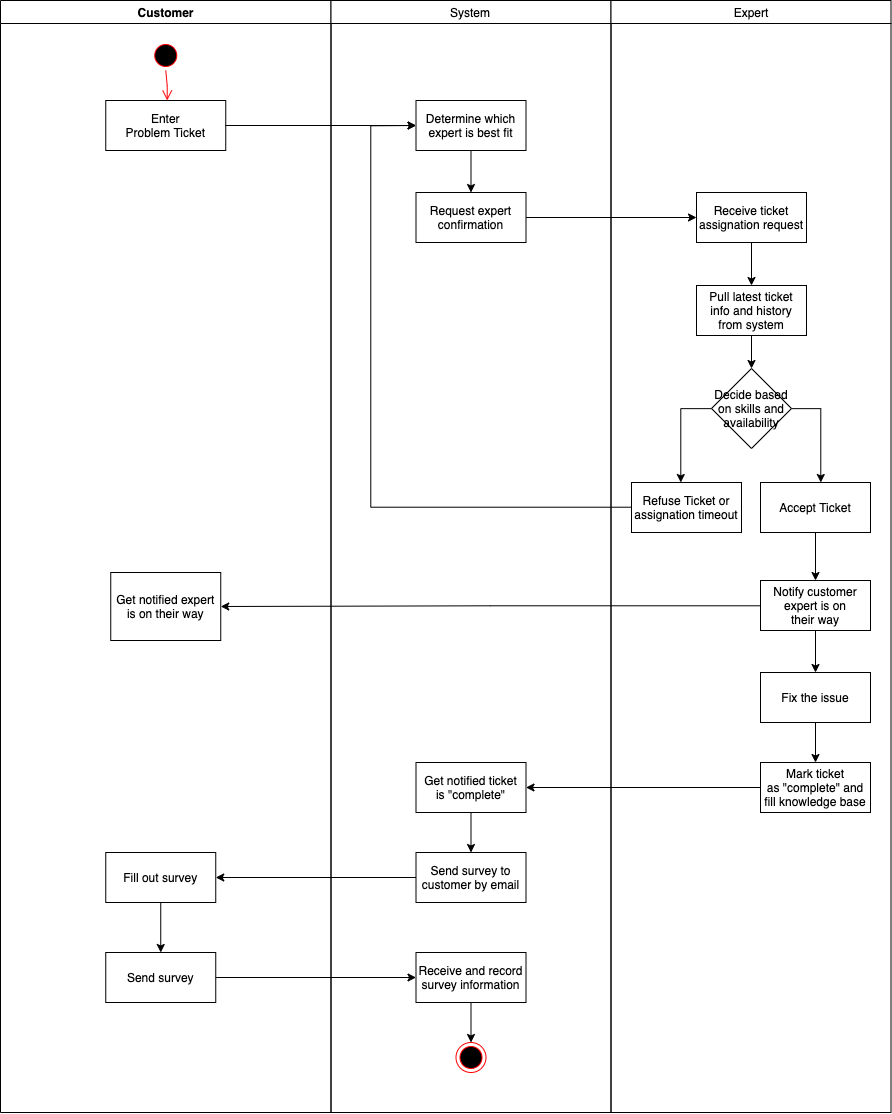 Customer
System
Expert
Enter
Problem Ticket
Determine which
expert is best fit
Request expert
confirmation
Receive ticket
assignation request
Pull latest ticket
info and history
from system
Decide based
on skills and
availability
Refuse Ticket or
assignation timeout
Accept Ticket
Get notified expert
is on their way
Notify customer
expert is on
their way
Fix the issue
Get notified ticket
is "complete"
Mark ticket
as "complete" and
fill knowledge base
Fill out survey
Send survey to
customer by email
Send survey
Receive and record
survey information